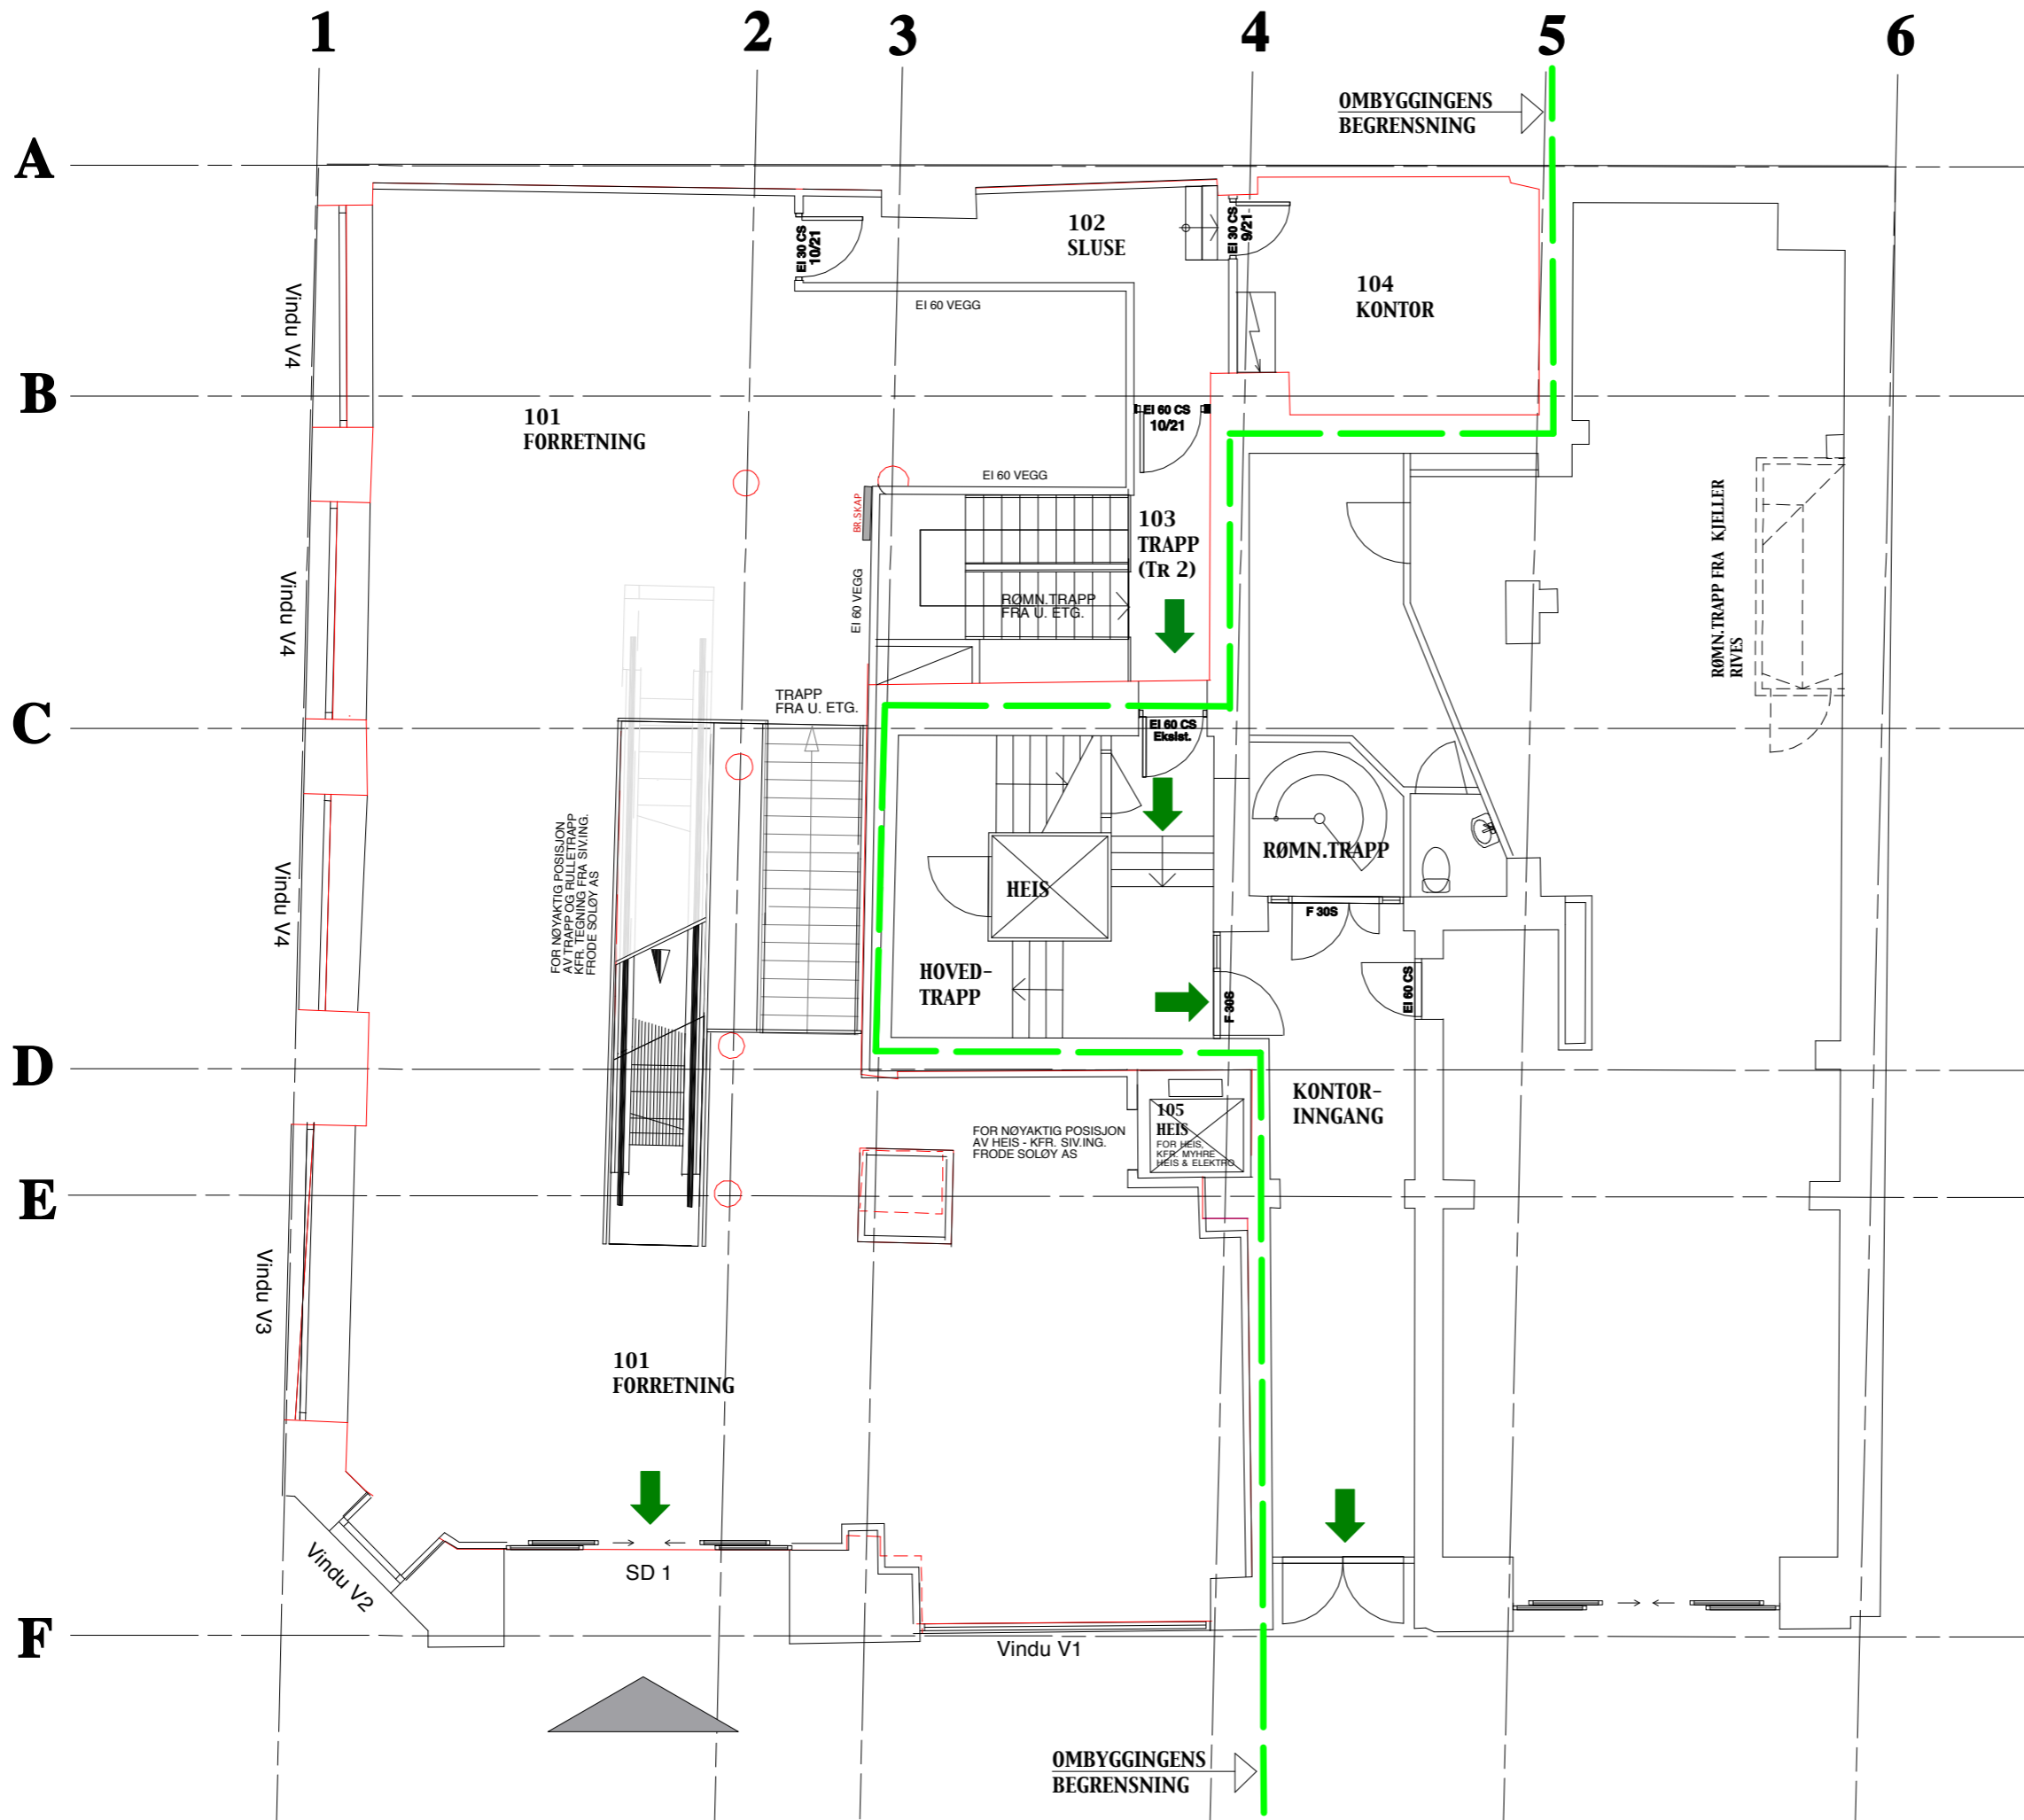 1 2 3 4 5 6
OMBYGGINGENS
BEGRENSNING
A
102
SLUSE
EI 30 CS
10/21
EI 30 CS
9/21
104
KONTOR
EI 60 VEGG
Vindu V4
B
101
FORRETNING
EI 60 CS
10/21
EI 60 VEGG
BR.SKAP
103
TRAPP
(TR 2)
RØMN.TRAPP
FRA U. ETG.
EI 60 VEGG
Vindu V4
RØMN.TRAPP FRA KJELLER
RIVES
TRAPP
FRA U. ETG.
C
EI 60 CS
Eksist.
FOR NØYAKTIG POSISJON
AV TRAPP OG RULLETRAPP
KFR. TEGNING FRA SIV.ING.
FRODE SOLØY AS
Vindu V4
HEIS
RØMN.TRAPP
F 30S
HOVED-
TRAPP
F 30S
EI 60 CS
D
KONTOR-
INNGANG
105
HEIS
FOR HEIS,
KFR. MYHRE
HEIS & ELEKTRO
FOR NØYAKTIG POSISJON
AV HEIS - KFR. SIV.ING.
FRODE SOLØY AS
E
Vindu V3
101
FORRETNING
SD 1
Vindu V2
F
Vindu V1
OMBYGGINGENS
BEGRENSNING